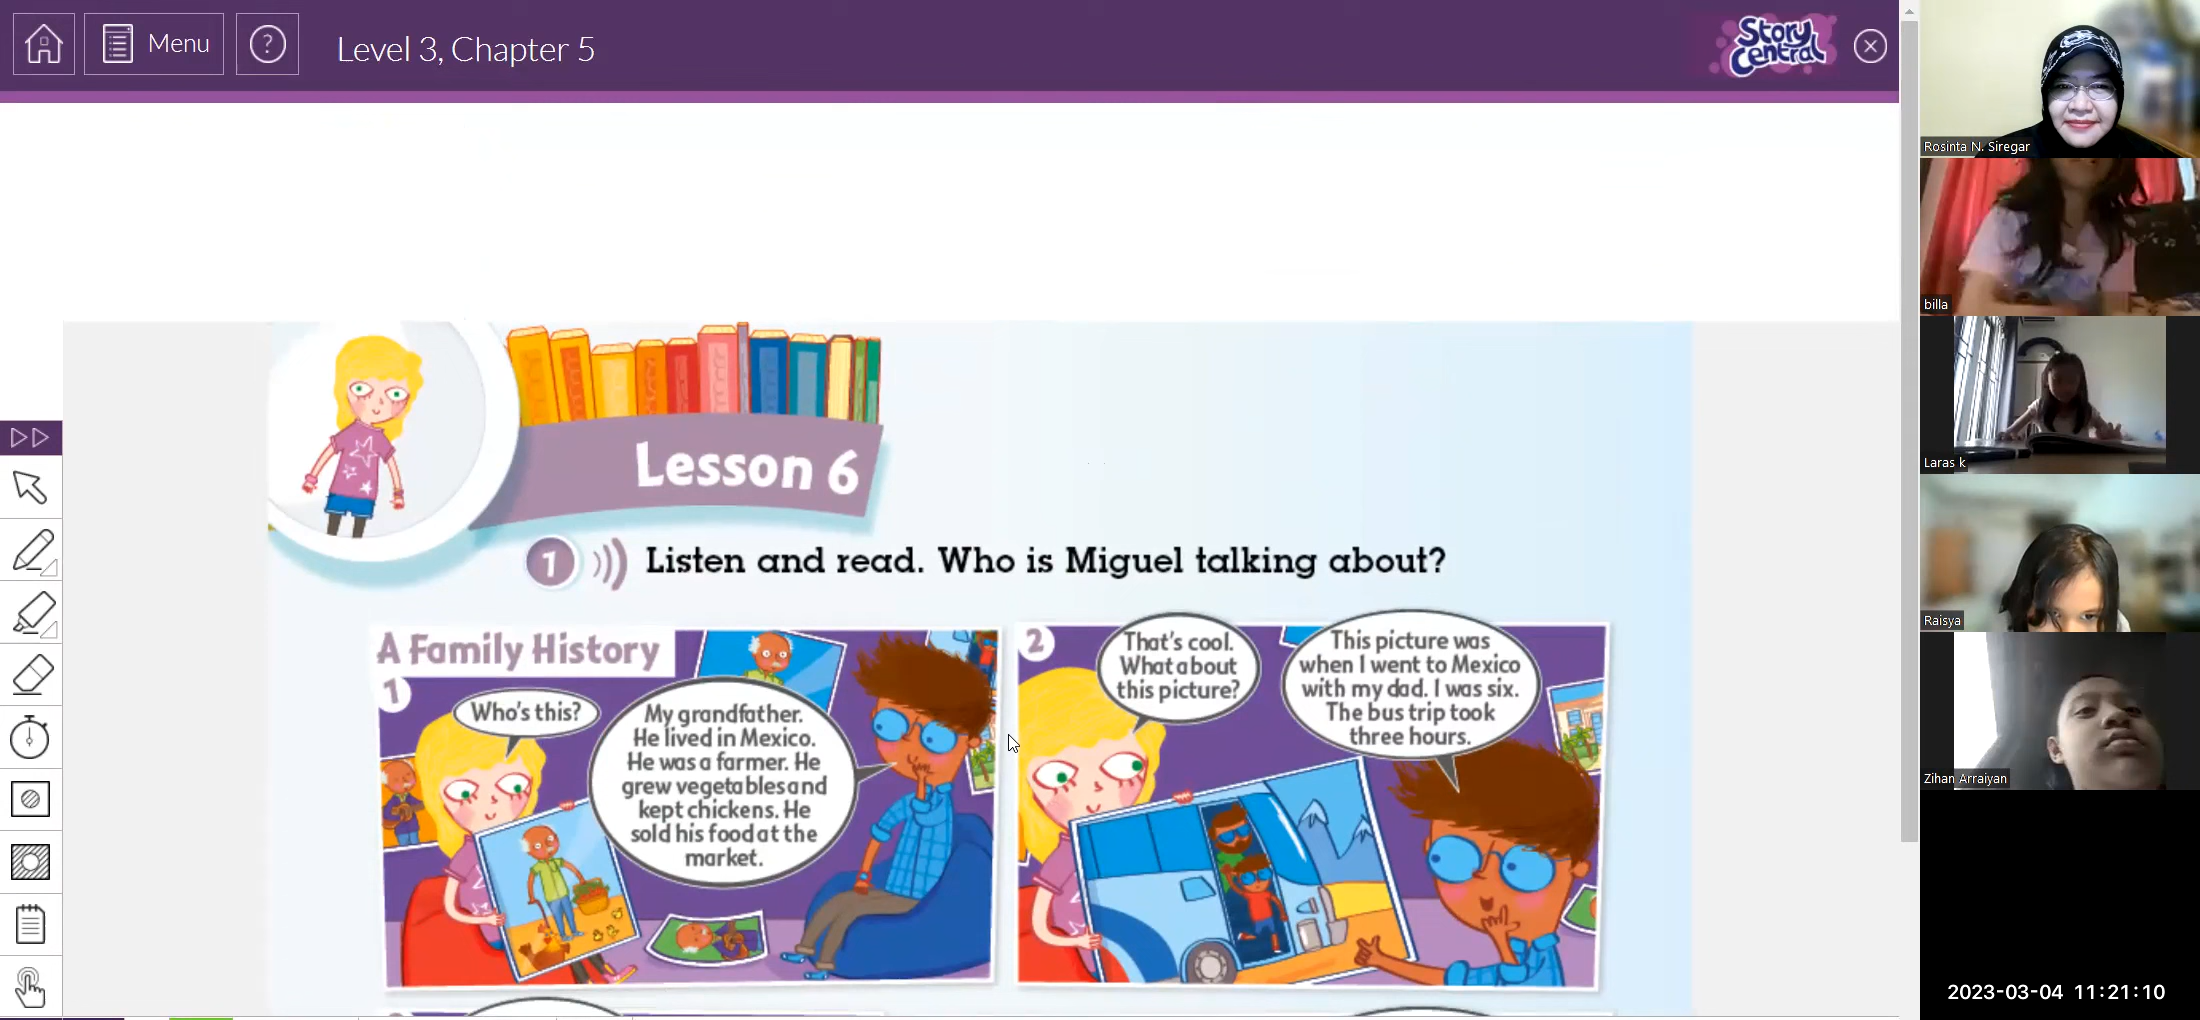 Menu
?
Level 3, Chapter 5
Story
Central
Lesson 6
1 Listen and read. Who is Miguel talking about?
A Family History
1
Who's this?
My grandfather.
He lived in Mexico.
He was a farmer. He
grew vegetables and
kept chickens. He
sold his food at the
market.
2
That's cool.
What about
this picture?
This picture was
when I went to Mexico
with my dad. I was six.
The bus trip took
three hours.
Rosinta N. Siregar
billa
Laras k
Raisya
Zihan Arraiyan
2023-03-04 11:21:10